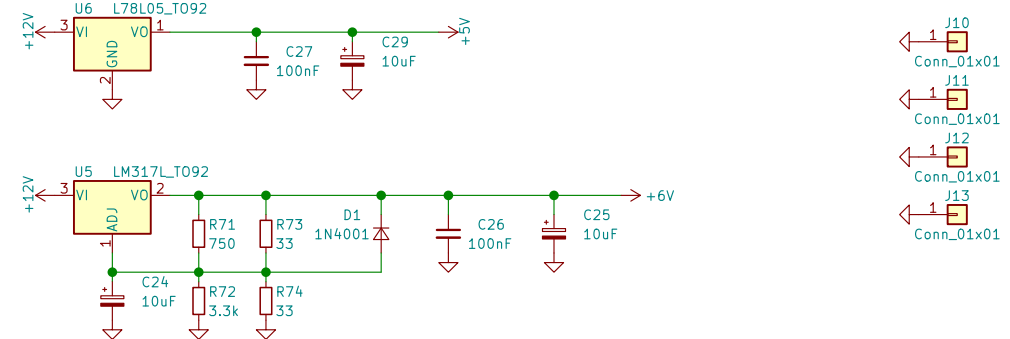 U6 L78L05_TO92
+12V
3 VI VO 1
GND
2
+5V
C27
100nF
+
C29
10uF
U5 LM317L_TO92
+12V
3 VI VO 2
ADJ
1
+6V
R71
750
R73
33
D1
1N4001
C26
100nF
+
C25
10uF
+
C24
10uF
R72
3.3k
R74
33
J10
1
Conn_01x01
J11
1
Conn_01x01
J12
1
Conn_01x01
J13
1
Conn_01x01